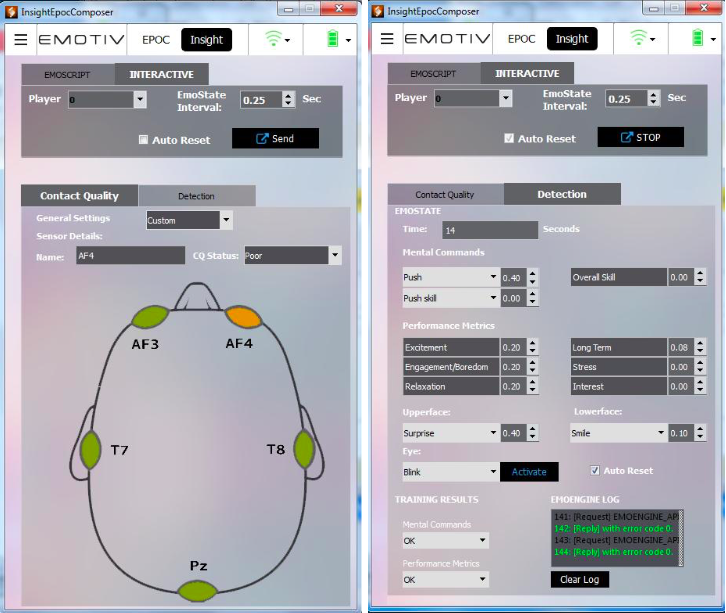 InsightEpocComposer
EMOTIV EPOC Insight
EMOSCRIPT INTERACTIVE
Player 0 EmoState Interval: 0.25 Sec
Auto Reset Send
Contact Quality Detection
General Settings Custom
Sensor Details:
Name: AF4 CQ Status: Poor
AF3 AF4
T7 T8
Pz
InsightEpocComposer
EMOTIV EPOC Insight
EMOSCRIPT INTERACTIVE
Player 0 EmoState Interval: 0.25 Sec
Auto Reset STOP
Contact Quality Detection
EMOSTATE
Time: 14 Seconds
Mental Commands
Push 0.40 Overall Skill 0.00
Push skill 0.00
Performance Metrics
Excitement 0.20 Long Term 0.08
Engagement/Boredom 0.20 Stress 0.00
Relaxation 0.20 Interest 0.00
Upperface: Lowerface:
Surprise 0.40 Smile 0.10
Eye:
Blink Activate Auto Reset
TRAINING RESULTS EMOENGINE LOG
141: [Request] EMOENGINE_AP
142: [Reply] with error code 0.
Mental Commands
OK
143: [Request] EMOENGINE_AP
144: [Reply] with error code 0.
Performance Metrics
OK Clear Log